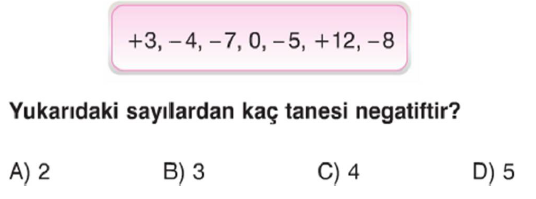 +3, −4, −7, 0, −5, +12, −8
Yukarıdaki sayılardan kaç tanesi negatiftir?
A) 2 B) 3 C) 4 D) 5